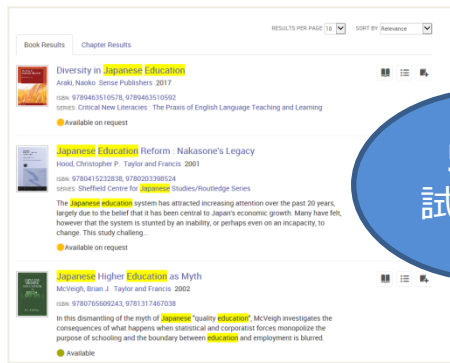 RESULTS PER PAGE 10 SORT BY Relevance
Book Results Chapter Results
Diversity in Japanese Education
Araki, Naoko Sense Publishers 2017
ISBN: 9789463510578, 9789463510592
SERIES: Critical New Literacies : The Praxis of English Language Teaching and Learning
Available on request
Japanese Education Reform : Nakasone's Legacy
Hood, Christopher P. Taylor and Francis 2001
ISBN: 9780415232838, 9780203398524
SERIES: Sheffield Centre for Japanese Studies/Routledge Series
The Japanese education system has attracted increasing attention over the past 20 years,
largely due to the belief that it has been central to Japan's economic growth. Many have felt,
however that the system is stunted by an inability, or perhaps even on an incapacity, to
change. This study challeng...
Available on request
試
Japanese Higher Education as Myth
McVeigh, Brian J. Taylor and Francis 2002
ISBN: 9780765609243, 9781317467038
In this dismantling of the myth of Japanese "quality education", McVeigh investigates the
consequences of what happens when statistical and corporatist forces monopolize the
purpose of schooling and the boundary between education and employment is blurred.
Available